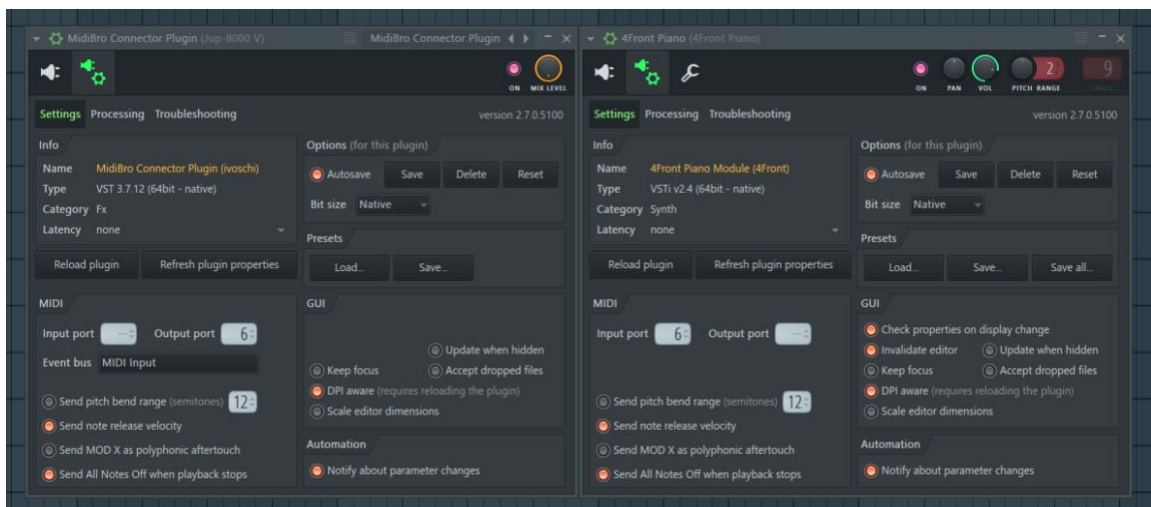 MidiBro Connector Plugin (Jup-8000 V)
MidiBro Connector Plugin
ON MIX LEVEL
Settings Processing Troubleshooting
version 2.7.0.5100
Info
Name MidiBro Connector Plugin (ivoschi)
Type VST 3.7.12 (64bit - native)
Category Fx
Latency none
Reload plugin Refresh plugin properties
Options (for this plugin)
Autosave Save Delete Reset
Bit size Native
Presets
Load... Save...
MIDI
Input port --- Output port 6
Event bus MIDI Input
Send pitch bend range (semitones) 12
Send note release velocity
Send MOD X as polyphonic aftertouch
Send All Notes Off when playback stops
GUI
Update when hidden
Keep focus Accept dropped files
DPI aware (requires reloading the plugin)
Scale editor dimensions
Automation
Notify about parameter changes
4Front Piano (4Front Piano)
2 9
ON PAN VOL PITCH RANGE TRACK
Settings Processing Troubleshooting
version 2.7.0.5100
Info
Name 4Front Piano Module (4Front)
Type VSTi v2.4 (64bit - native)
Category Synth
Latency none
Reload plugin Refresh plugin properties
Options (for this plugin)
Autosave Save Delete Reset
Bit size Native
Presets
Load... Save... Save all...
MIDI
Input port 6 Output port ---
Send pitch bend range (semitones) 12
Send note release velocity
Send MOD X as polyphonic aftertouch
Send All Notes Off when playback stops
GUI
Check properties on display change
Invalidate editor Update when hidden
Keep focus Accept dropped files
DPI aware (requires reloading the plugin)
Scale editor dimensions
Automation
Notify about parameter changes